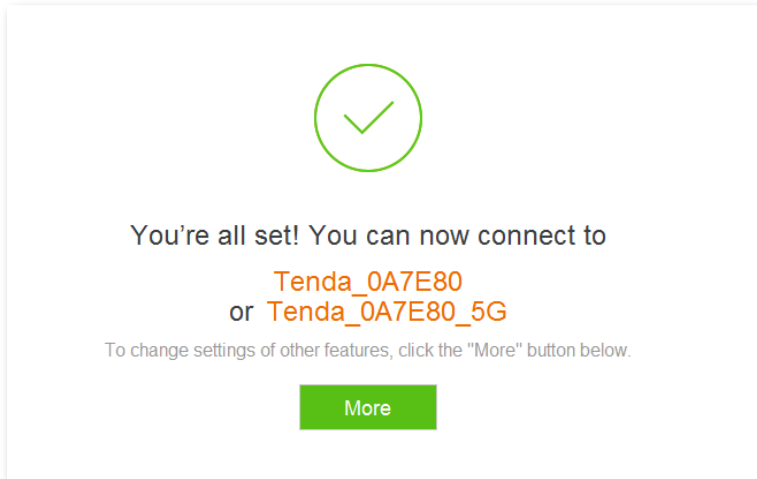 You’re all set! You can now connect to
Tenda_0A7E80
or Tenda_0A7E80_5G
To change settings of other features, click the "More" button below.
More